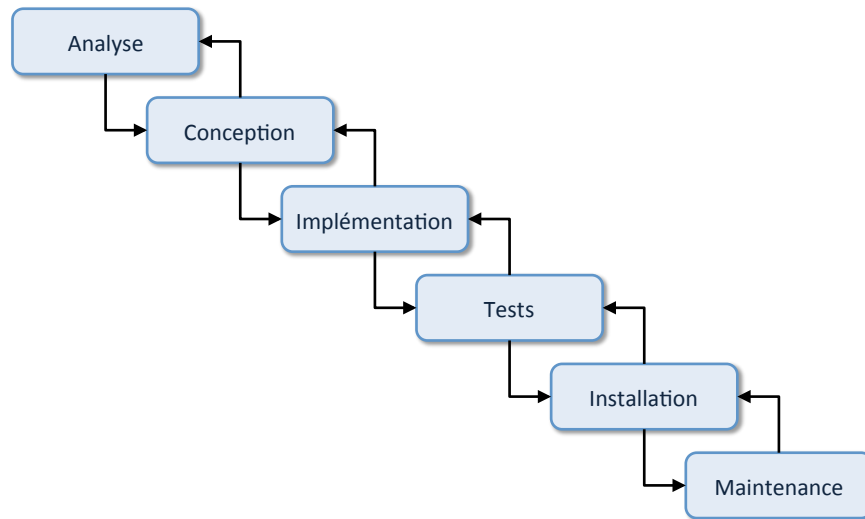 Analyse
Conception
Implémentation
Tests
Installation
Maintenance